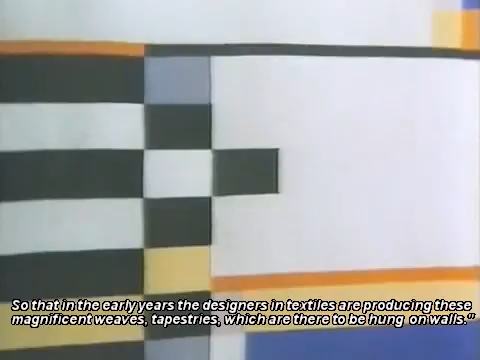 So that in the early years the designers in textiles are producing these
magnificent weaves, tapestries, which are there to be hung on walls."